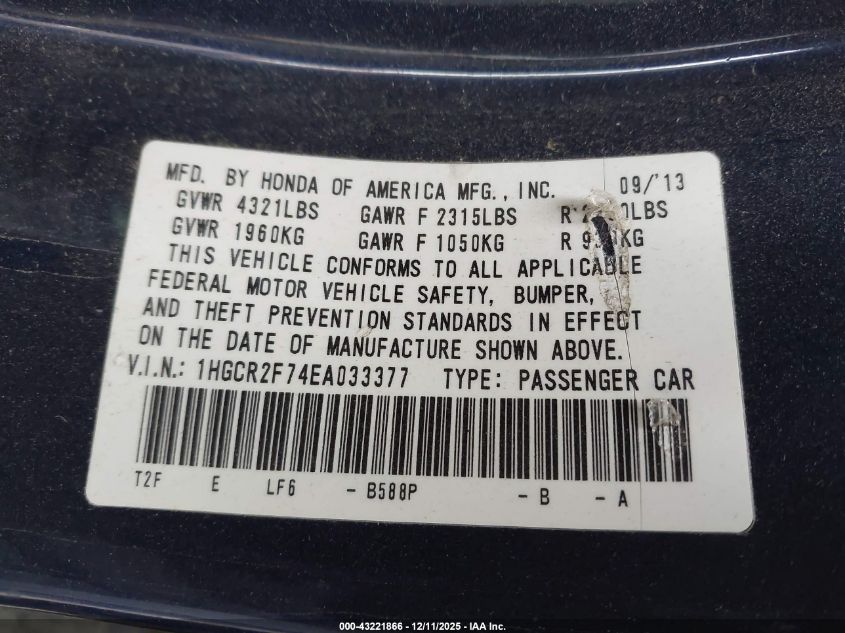 MFD. BY HONDA OF AMERICA MFG., INC. 09/'13
GVWR 4321LBS GAWR F 2315LBS R
GVWR 1960KG GAWR F 1050KG R
THIS VEHICLE CONFORMS TO ALL APPLICABLE
FEDERAL MOTOR VEHICLE SAFETY, BUMPER,
AND THEFT PREVENTION STANDARDS IN EFFECT
ON THE DATE OF MANUFACTURE SHOWN ABOVE.
V.I.N.: 1HGCR2F74EA033377 TYPE: PASSENGER CAR
T2F E LF6 - B588P - B - A
000-43221866 - 12/11/2025 - IAA Inc.